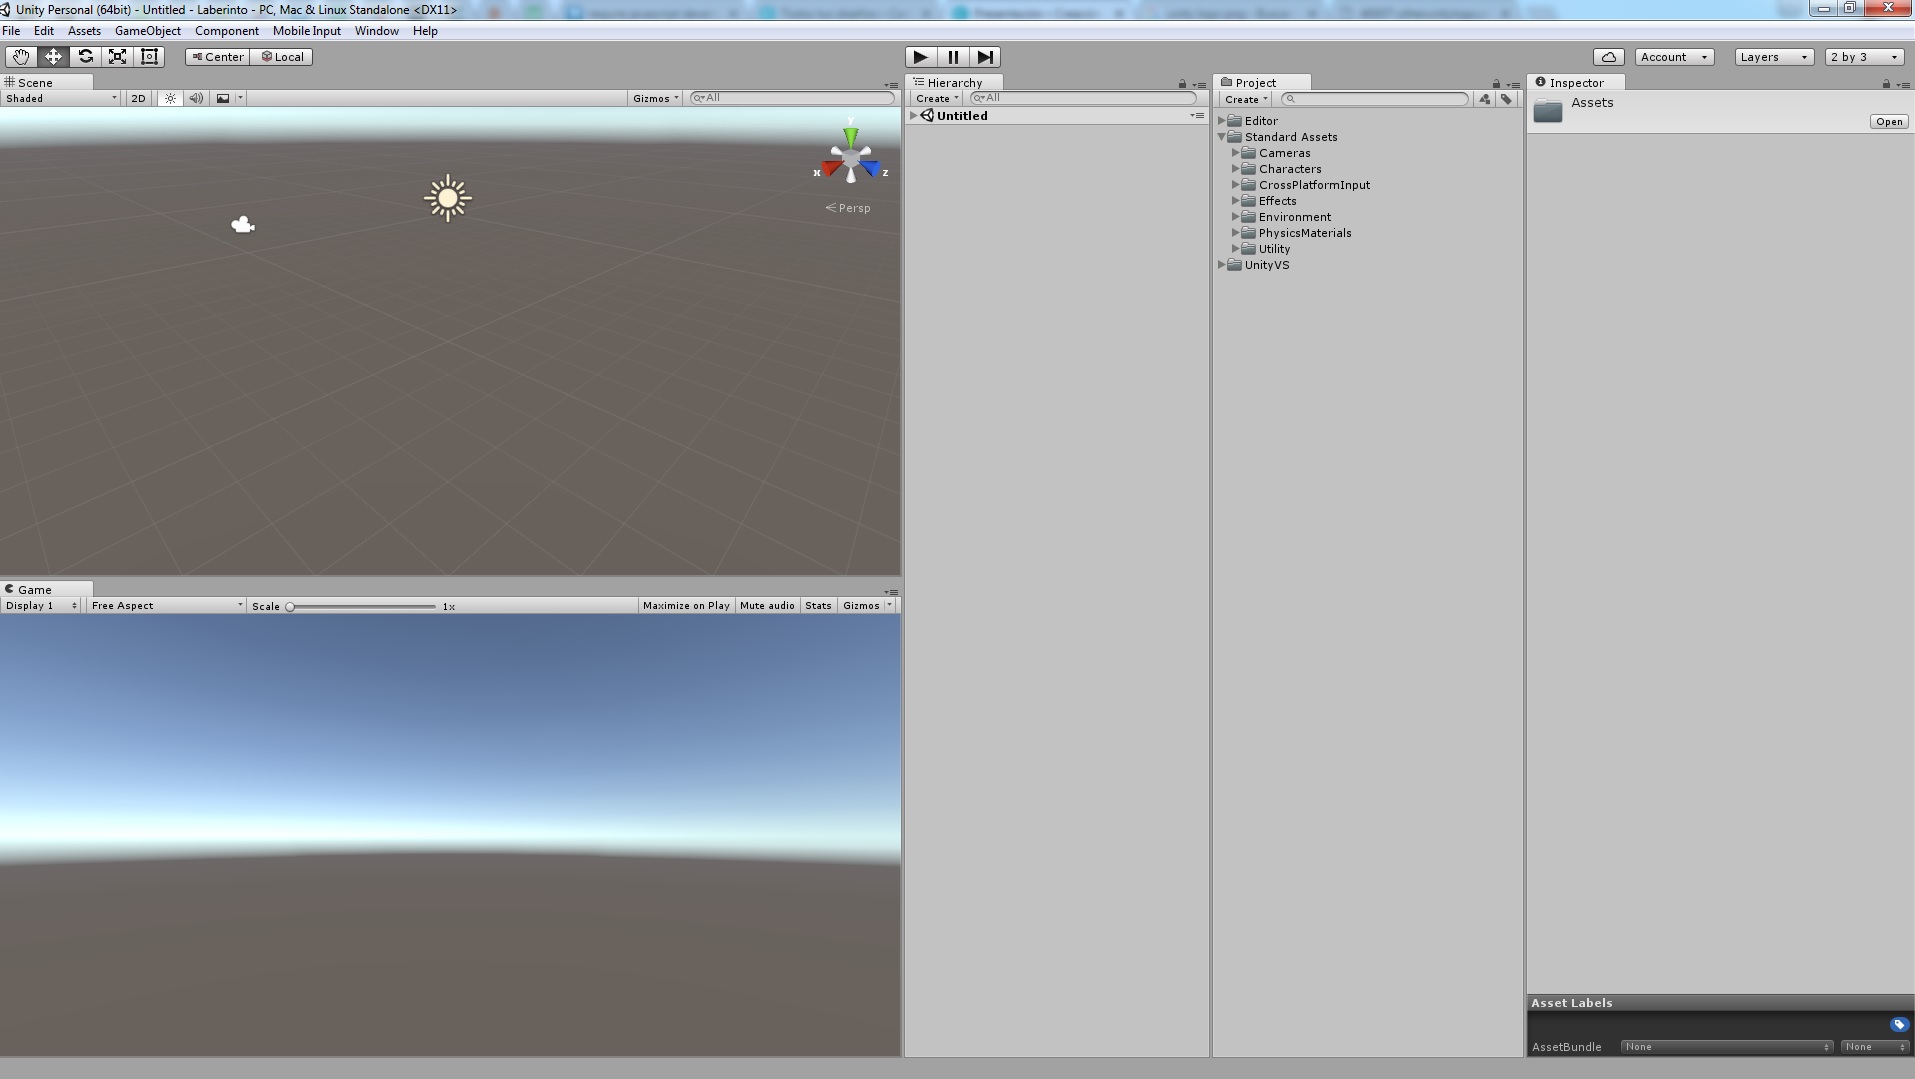 Unity Personal (64bit) - Untitled - Laberinto - PC, Mac & Linux Standalone <DX11>
File Edit Assets GameObject Component Mobile Input Window Help
Center Local Account Layers 2 by 3
Scene
Shaded 2D Gizmos All
y
x z
Persp
Game
Display 1 Free Aspect Scale 1x Maximize on Play Mute audio Stats Gizmos
Hierarchy
Create All
Untitled
Project
Create
Editor
Standard Assets
Cameras
Characters
CrossPlatformInput
Effects
Environment
PhysicsMaterials
Utility
UnityVS
Inspector
Assets
Open
Asset Labels
AssetBundle None None